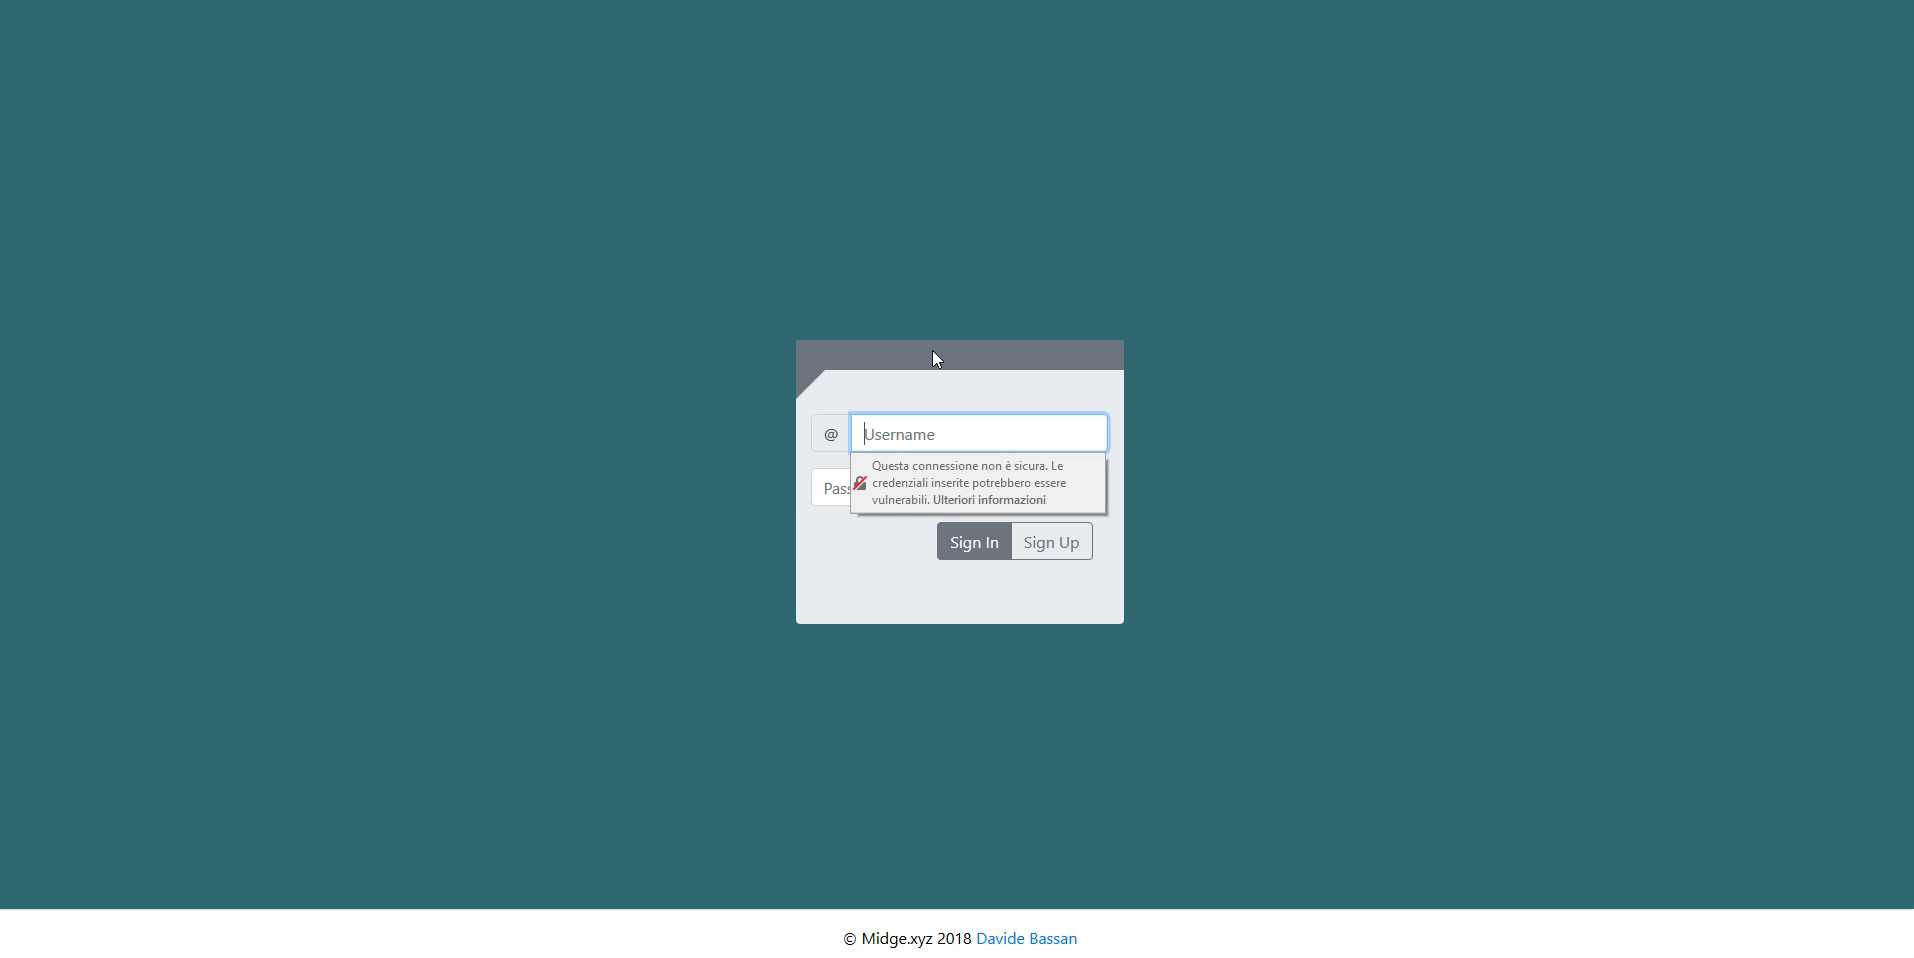 @ Username
Questa connessione non è sicura. Le
credenziali inserite potrebbero essere
vulnerabili. Ulteriori informazioni
Pass
Sign In Sign Up
© Midge.xyz 2018 Davide Bassan